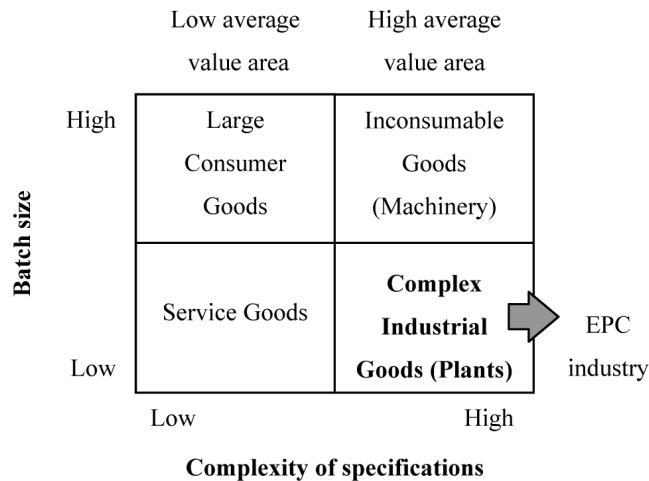 Low average
value area
High average
value area
High
Large
Consumer
Goods
Inconsumable
Goods
(Machinery)
Batch size
Service Goods
Complex
Industrial
Goods (Plants)
EPC
industry
Low
Low
High
Complexity of specifications